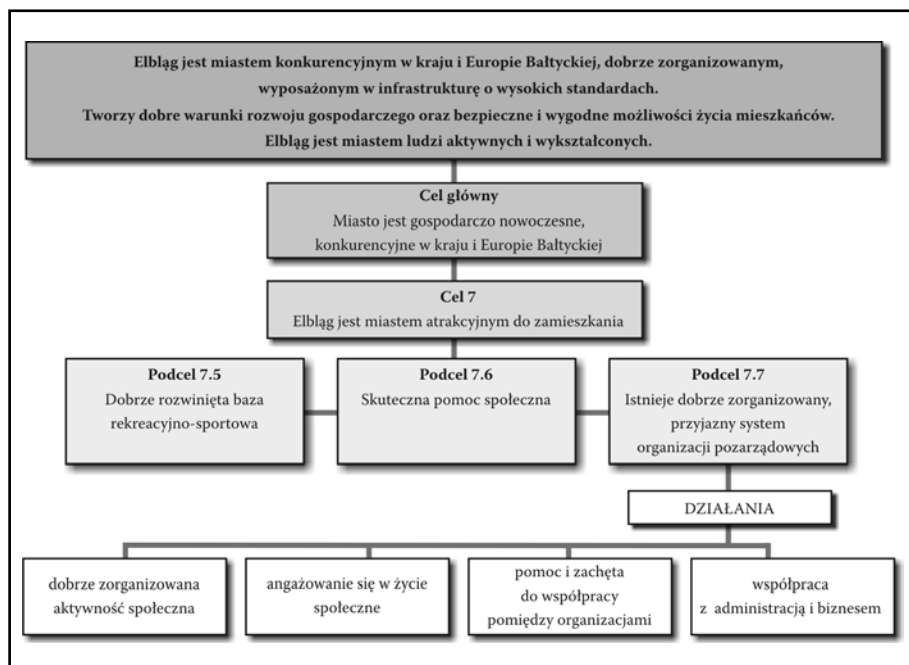 Elbląg jest miastem konkurencyjnym w kraju i Europie Bałtyckiej, dobrze zorganizowanym,
wyposażonym w infrastrukturę o wysokich standardach.
Tworzy dobre warunki rozwoju gospodarczego oraz bezpieczne i wygodne możliwości życia mieszkańców.
Elbląg jest miastem ludzi aktywnych i wykształconych.
Cel główny
Miasto jest gospodarczo nowoczesne,
konkurencyjne w kraju i Europie Bałtyckiej
Cel 7
Elbląg jest miastem atrakcyjnym do zamieszkania
Podcel 7.5
Dobrze rozwinięta baza
rekreacyjno-sportowa
Podcel 7.6
Skuteczna pomoc społeczna
Podcel 7.7
Istnieje dobrze zorganizowany,
przyjazny system
organizacji pozarządowych
DZIAŁANIA
dobrze zorganizowana
aktywność społeczna
angażowanie się w życie
społeczne
pomoc i zachęta
do współpracy
pomiędzy organizacjami
współpraca
z administracją i biznesem